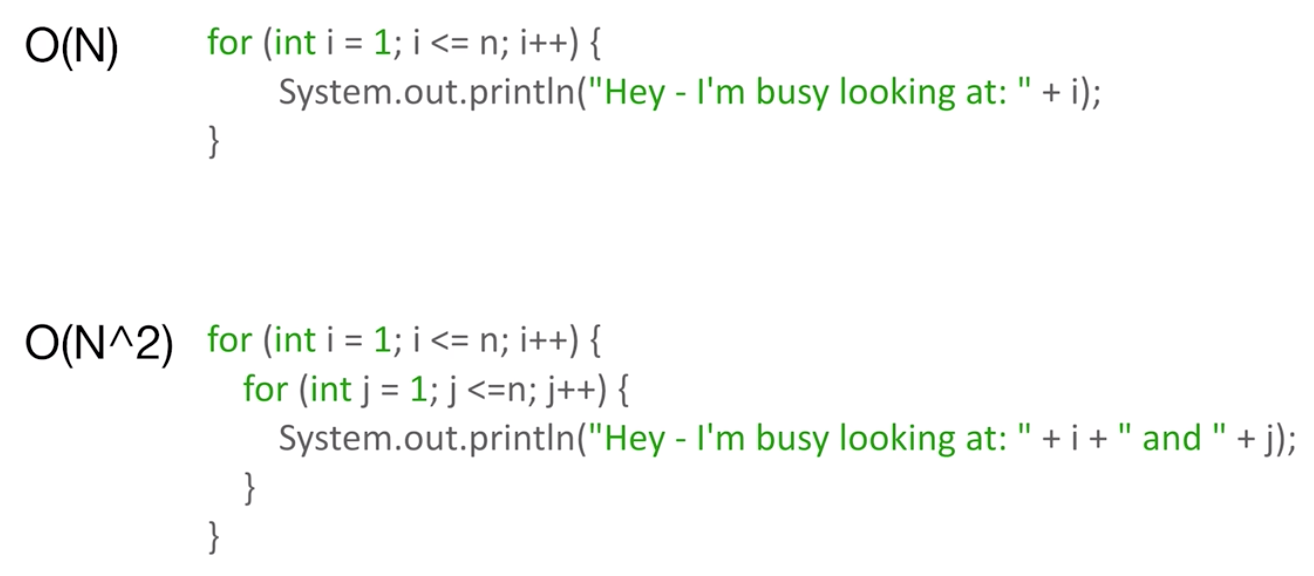 O(N) for (int i = 1; i <= n; i++) {
System.out.println("Hey - I'm busy looking at: " + i);
}
O(N^2) for (int i = 1; i <= n; i++) {
for (int j = 1; j <=n; j++) {
System.out.println("Hey - I'm busy looking at: " + i + " and " + j);
}
}